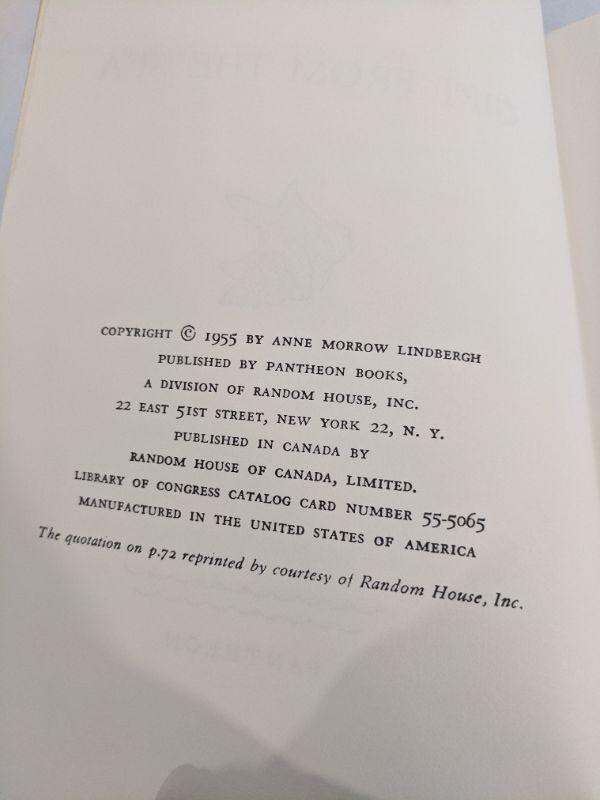 COPYRIGHT © 1955 BY ANNE MORROW LINDBERGH
PUBLISHED BY PANTHEON BOOKS,
A DIVISION OF RANDOM HOUSE, INC.
22 EAST 51ST STREET, NEW YORK 22, N. Y.
PUBLISHED IN CANADA BY
RANDOM HOUSE OF CANADA, LIMITED.
LIBRARY OF CONGRESS CATALOG CARD NUMBER 55-5065
MANUFACTURED IN THE UNITED STATES OF AMERICA
The quotation on p.72 reprinted by courtesy of Random House, Inc.